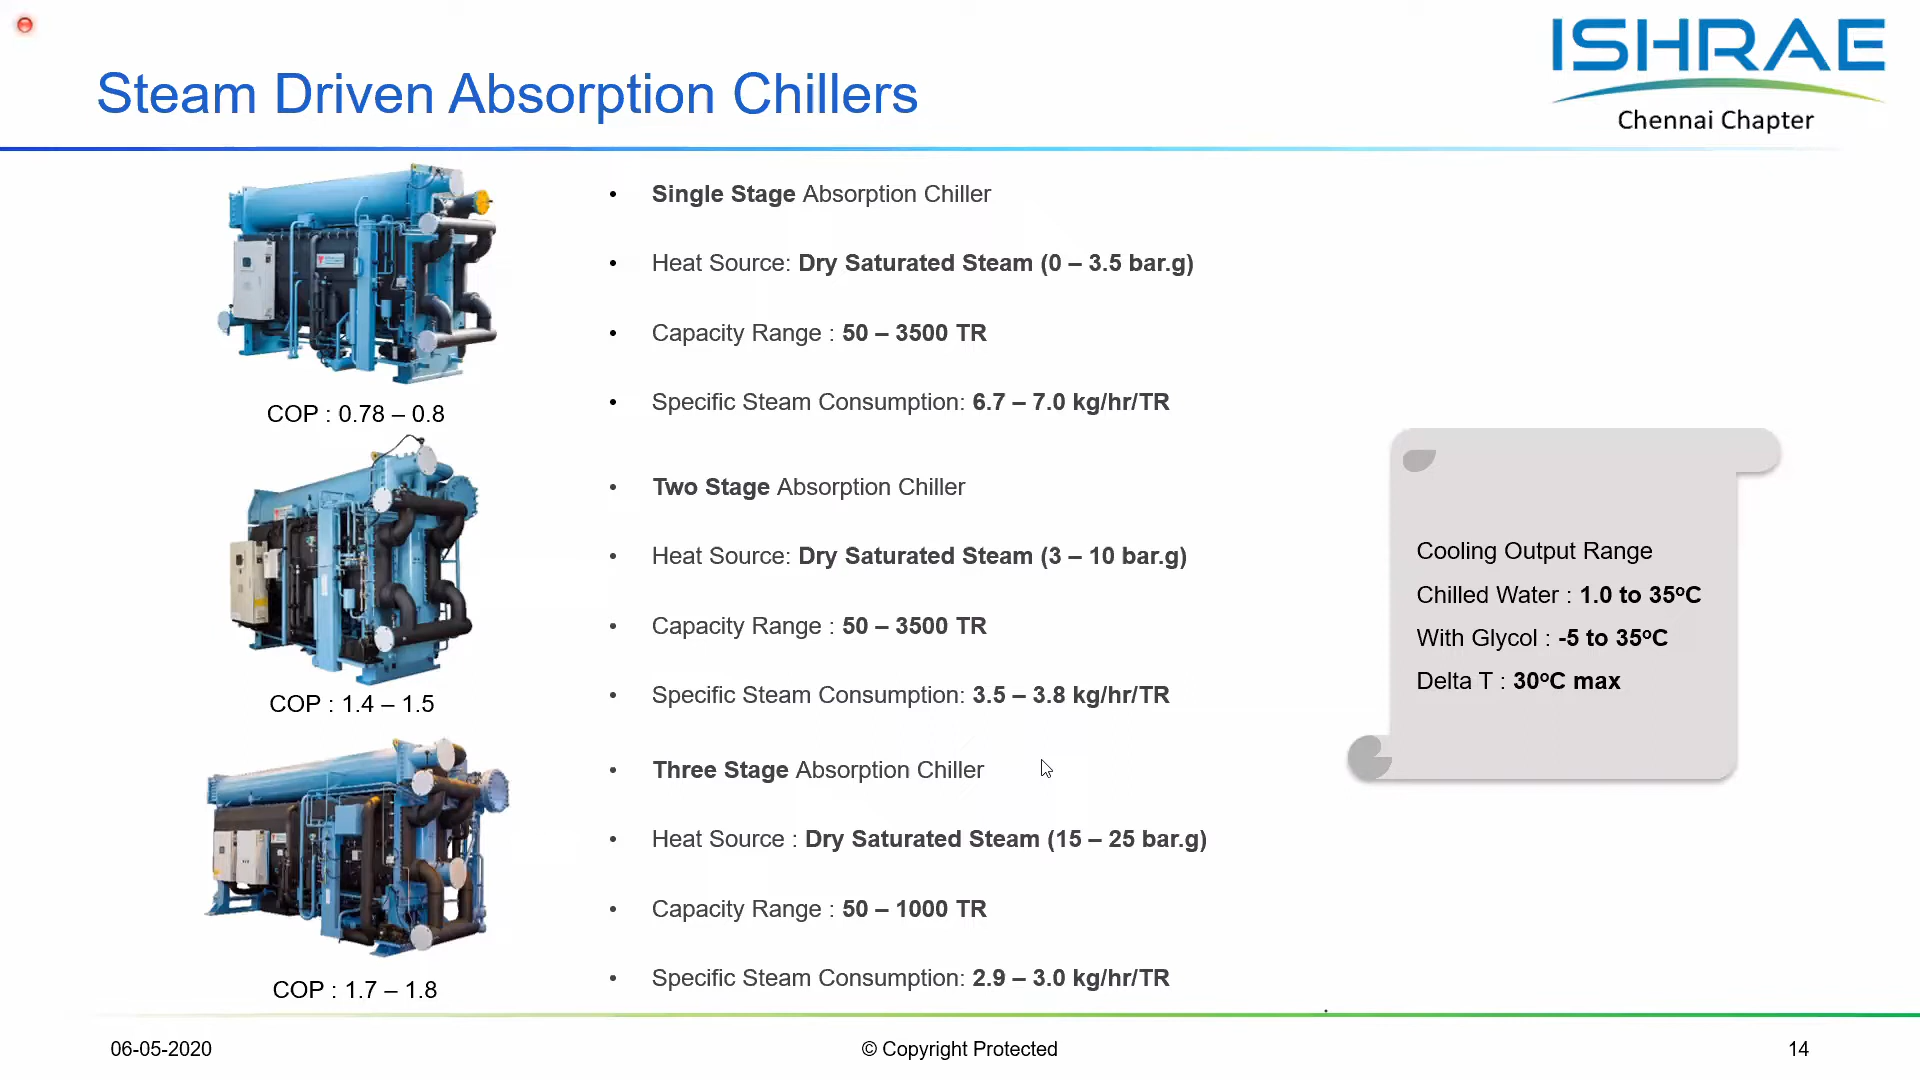 ISHRAE
Chennai Chapter
Steam Driven Absorption Chillers
• Single Stage Absorption Chiller
• Heat Source: Dry Saturated Steam (0 – 3.5 bar.g)
• Capacity Range : 50 – 3500 TR
• Specific Steam Consumption: 6.7 – 7.0 kg/hr/TR
COP : 0.78 – 0.8
• Two Stage Absorption Chiller
• Heat Source: Dry Saturated Steam (3 – 10 bar.g)
• Capacity Range : 50 – 3500 TR
• Specific Steam Consumption: 3.5 – 3.8 kg/hr/TR
COP : 1.4 – 1.5
• Three Stage Absorption Chiller
• Heat Source : Dry Saturated Steam (15 – 25 bar.g)
• Capacity Range : 50 – 1000 TR
• Specific Steam Consumption: 2.9 – 3.0 kg/hr/TR
COP : 1.7 – 1.8
Cooling Output Range
Chilled Water : 1.0 to 35ºC
With Glycol : -5 to 35ºC
Delta T : 30ºC max
06-05-2020
© Copyright Protected
14